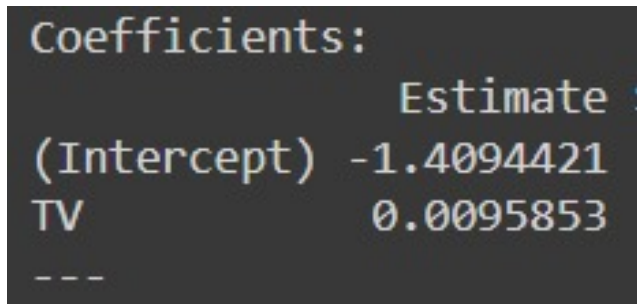 Coefficients:
Estimate
(Intercept) -1.4094421
TV 0.0095853
---